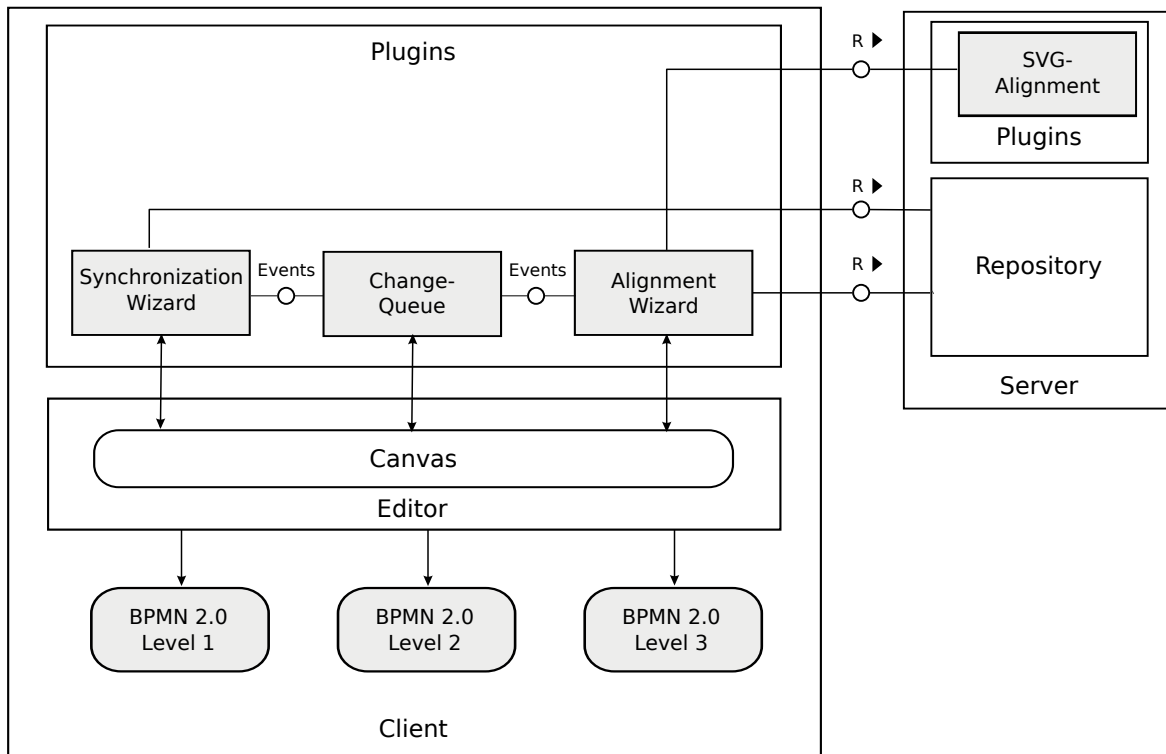 Plugins
R
SVG-
Alignment
Plugins
R
Synchronization
Wizard
Events
Change-
Queue
Events
Alignment
Wizard
R
Repository
Server
Canvas
Editor
BPMN 2.0
Level 1
BPMN 2.0
Level 2
BPMN 2.0
Level 3
Client